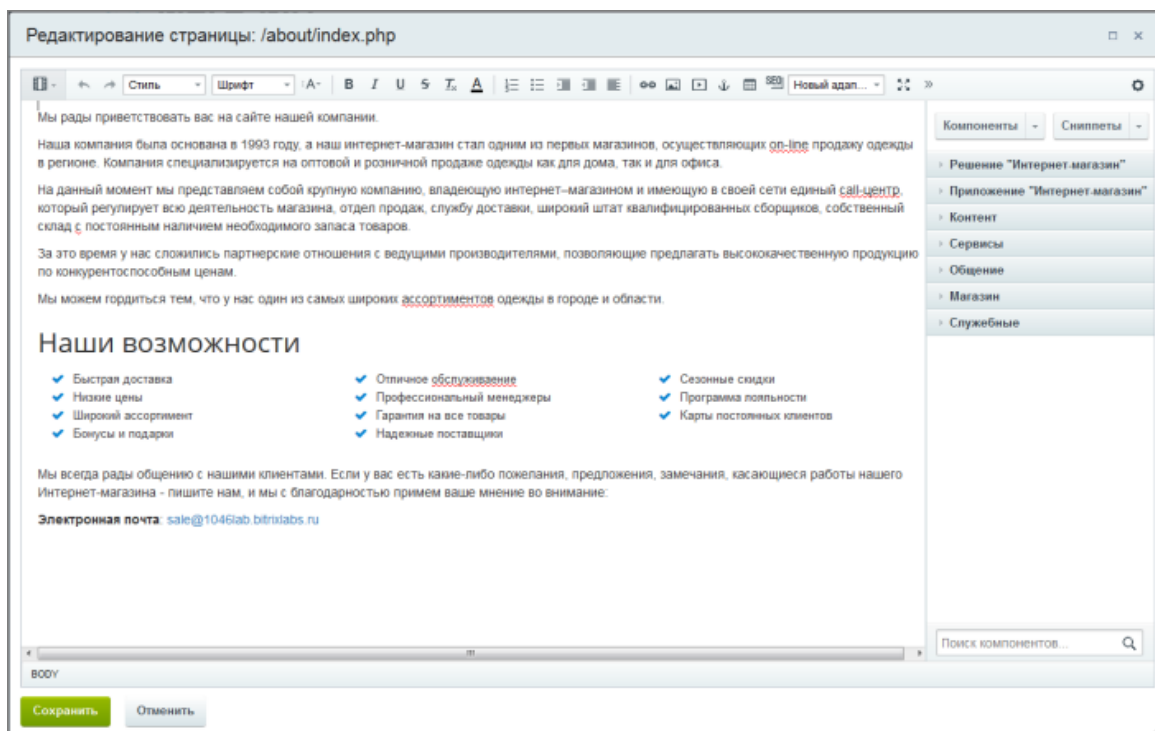 Редактирование страницы: /about/index.php
Стиль Шрифт A B I U S Tx A SEO Новый адап...
Мы рады приветствовать вас на сайте нашей компании.
Наша компания была основана в 1993 году, а наш интернет-магазин стал одним из первых магазинов, осуществляющих on-line продажу одежды
в регионе. Компания специализируется на оптовой и розничной продаже одежды как для дома, так и для офиса.
На данный момент мы представляем собой крупную компанию, владеющую интернет–магазином и имеющую в своей сети единый call-центр,
который регулирует всю деятельность магазина, отдел продаж, службу доставки, широкий штат квалифицированных сборщиков, собственный
склад с постоянным наличием необходимого запаса товаров.
За это время у нас сложились партнерские отношения с ведущими производителями, позволяющие предлагать высококачественную продукцию
по конкурентоспособным ценам.
Мы можем гордиться тем, что у нас один из самых широких ассортиментов одежды в городе и области.
Наши возможности
Быстрая доставка
Низкие цены
Широкий ассортимент
Бонусы и подарки
Отличное обслуживаение
Профессиональный менеджеры
Гарантия на все товары
Надежные поставщики
Сезонные скидки
Программа лояльности
Карты постоянных клиентов
Мы всегда рады общению с нашими клиентами. Если у вас есть какие-либо пожелания, предложения, замечания, касающиеся работы нашего
Интернет-магазина - пишите нам, и мы с благодарностью примем ваше мнение во внимание:
Электронная почта: sale@1046lab.bitrixlabs.ru
Компоненты Сниппеты
Решение "Интернет-магазин"
Приложение "Интернет-магазин"
Контент
Сервисы
Общение
Магазин
Служебные
Поиск компонентов...
BODY
Сохранить Отменить